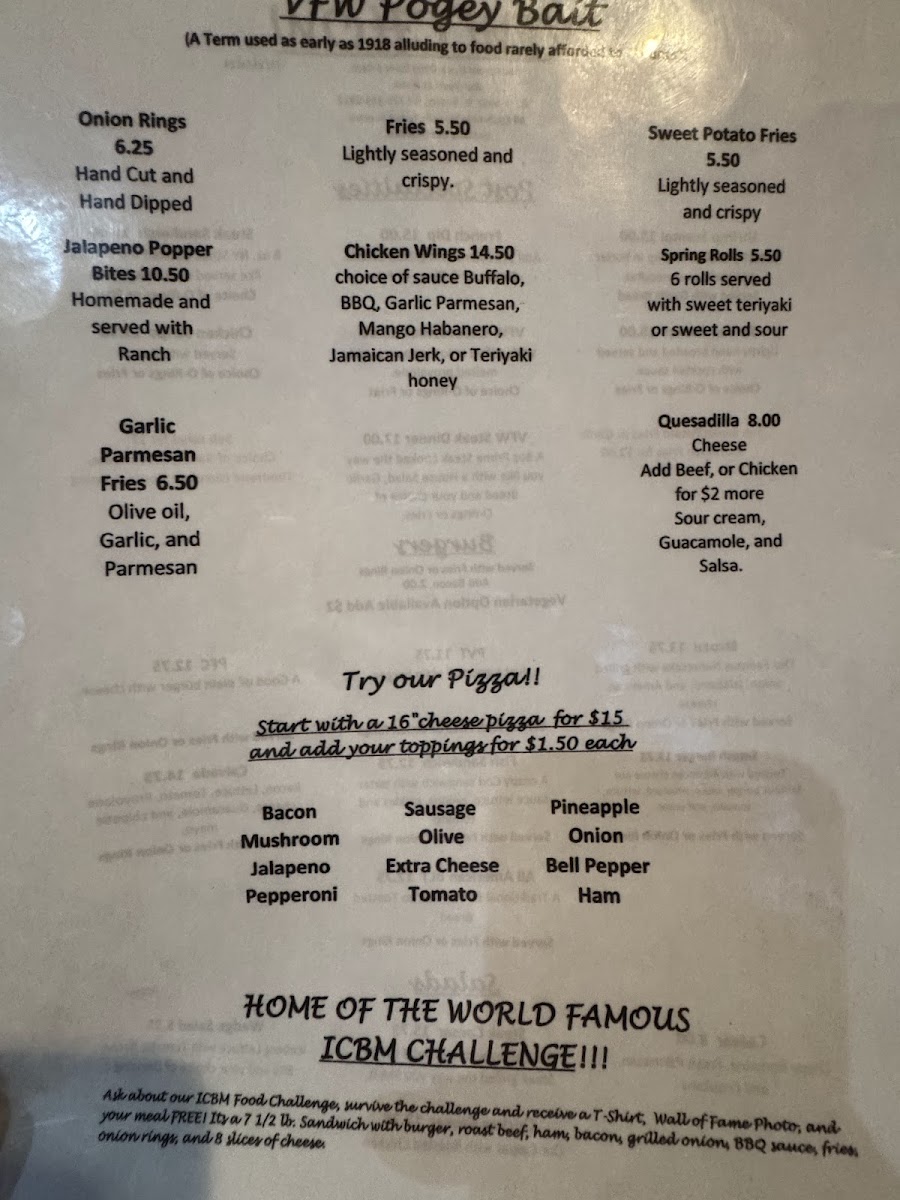 VFW Pogey Bait
(A Term used as early as 1918 alluding to food rarely afforded to
Onion Rings
6.25
Hand Cut and
Hand Dipped
Fries 5.50
Lightly seasoned and
crispy.
Sweet Potato Fries
5.50
Lightly seasoned
and crispy
Jalapeno Popper
Bites 10.50
Homemade and
served with
Ranch
Chicken Wings 14.50
choice of sauce Buffalo,
BBQ, Garlic Parmesan,
Mango Habanero,
Jamaican Jerk, or Teriyaki
honey
Spring Rolls 5.50
6 rolls served
with sweet teriyaki
or sweet and sour
Garlic
Parmesan
Fries 6.50
Olive oil,
Garlic, and
Parmesan
Quesadilla 8.00
Cheese
Add Beef, or Chicken
for $2 more
Sour cream,
Guacamole, and
Salsa.
Try our Pizza!!
Start with a 16"cheese pizza for $15
and add your toppings for $1.50 each
Bacon Sausage Pineapple
Mushroom Olive Onion
Jalapeno Extra Cheese Bell Pepper
Pepperoni Tomato Ham
HOME OF THE WORLD FAMOUS
ICBM CHALLENGE!!!
Ask about our ICBM Food Challenge, survive the challenge and receive a T-Shirt, Wall of Fame Photo, and
your meal FREE! Its a 7 1/2 lb. Sandwich with burger, roast beef, ham, bacon, grilled onion, BBQ sauce, fries,
onion rings, and 8 slices of cheese.